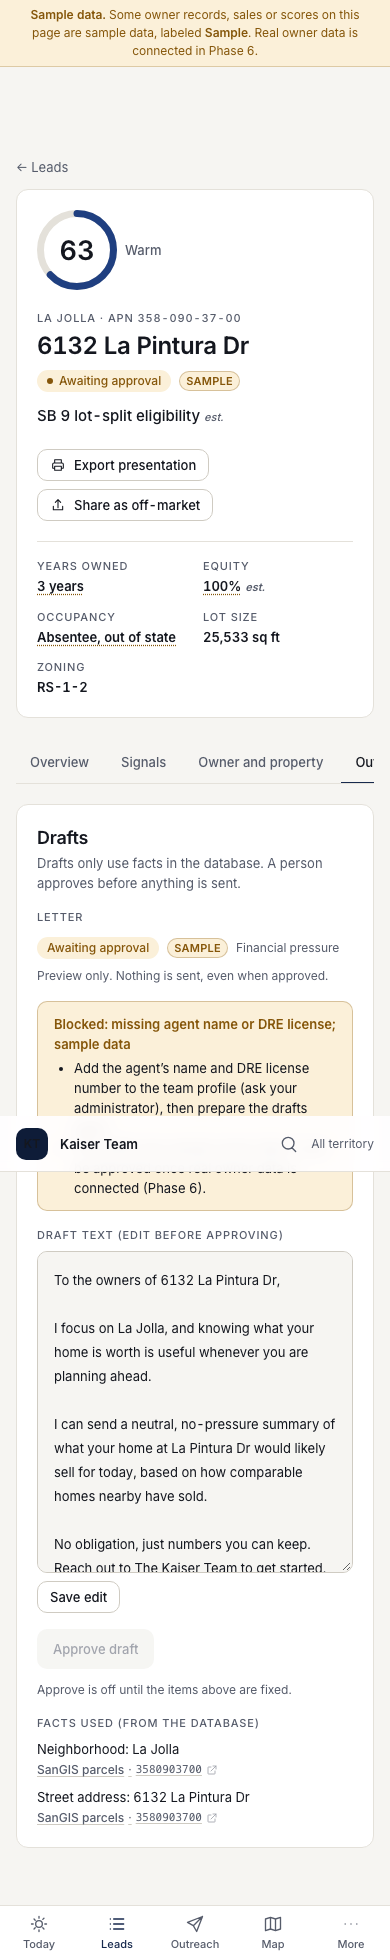 Sample data. Some owner records, sales or scores on this
page are sample data, labeled Sample. Real owner data is
connected in Phase 6.
← Leads
63
Warm
LA JOLLA · APN 358-090-37-00
6132 La Pintura Dr
Awaiting approval
SAMPLE
SB 9 lot-split eligibility est.
Export presentation
Share as off-market
YEARS OWNED
3 years
EQUITY
100% est.
OCCUPANCY
Absentee, out of state
LOT SIZE
25,533 sq ft
ZONING
RS-1-2
Overview
Signals
Owner and property
Drafts
Drafts only use facts in the database. A person
approves before anything is sent.
LETTER
Awaiting approval
SAMPLE
Financial pressure
Preview only. Nothing is sent, even when approved.
Blocked: missing agent name or DRE license;
sample data
• Add the agent’s name and DRE license
number to the team profile (ask your
administrator), then prepare the drafts
Kaiser Team
All territory
be approved once real owner data is
connected (Phase 6).
DRAFT TEXT (EDIT BEFORE APPROVING)
To the owners of 6132 La Pintura Dr,
I focus on La Jolla, and knowing what your
home is worth is useful whenever you are
planning ahead.
I can send a neutral, no-pressure summary of
what your home at La Pintura Dr would likely
sell for today, based on how comparable
homes nearby have sold.
No obligation, just numbers you can keep.
Reach out to The Kaiser Team to get started.
Save edit
Approve draft
Approve is off until the items above are fixed.
FACTS USED (FROM THE DATABASE)
Neighborhood: La Jolla
SanGIS parcels · 3580903700
Street address: 6132 La Pintura Dr
SanGIS parcels · 3580903700
Today
Leads
Outreach
Map
More